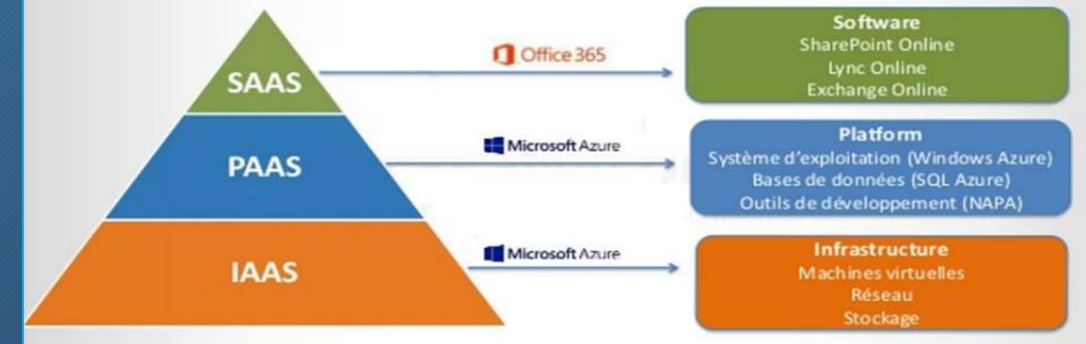 SAAS
Office 365
Software
SharePoint Online
Lync Online
Exchange Online
PAAS
Microsoft Azure
Platform
Système d'exploitation (Windows Azure)
Bases de données (SQL Azure)
Outils de développement (NAPA)
IAAS
Microsoft Azure
Infrastructure
Machines virtuelles
Réseau
Stockage